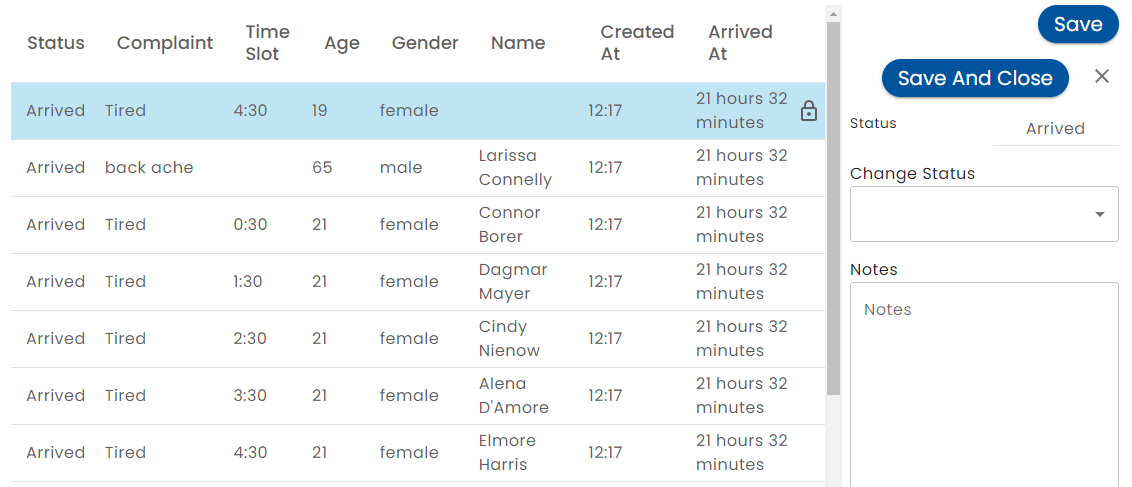 Status Complaint Time Slot Age Gender Name Created At Arrived At
Arrived Tired 4:30 19 female 12:17 21 hours 32 minutes
Arrived back ache 65 male Larissa Connelly 12:17 21 hours 32 minutes
Arrived Tired 0:30 21 female Connor Borer 12:17 21 hours 32 minutes
Arrived Tired 1:30 21 female Dagmar Mayer 12:17 21 hours 32 minutes
Arrived Tired 2:30 21 female Cindy Nienow 12:17 21 hours 32 minutes
Arrived Tired 3:30 21 female Alena D'Amore 12:17 21 hours 32 minutes
Arrived Tired 4:30 21 female Elmore Harris 12:17 21 hours 32 minutes
Save
Save And Close
Status Arrived
Change Status
Notes
Notes